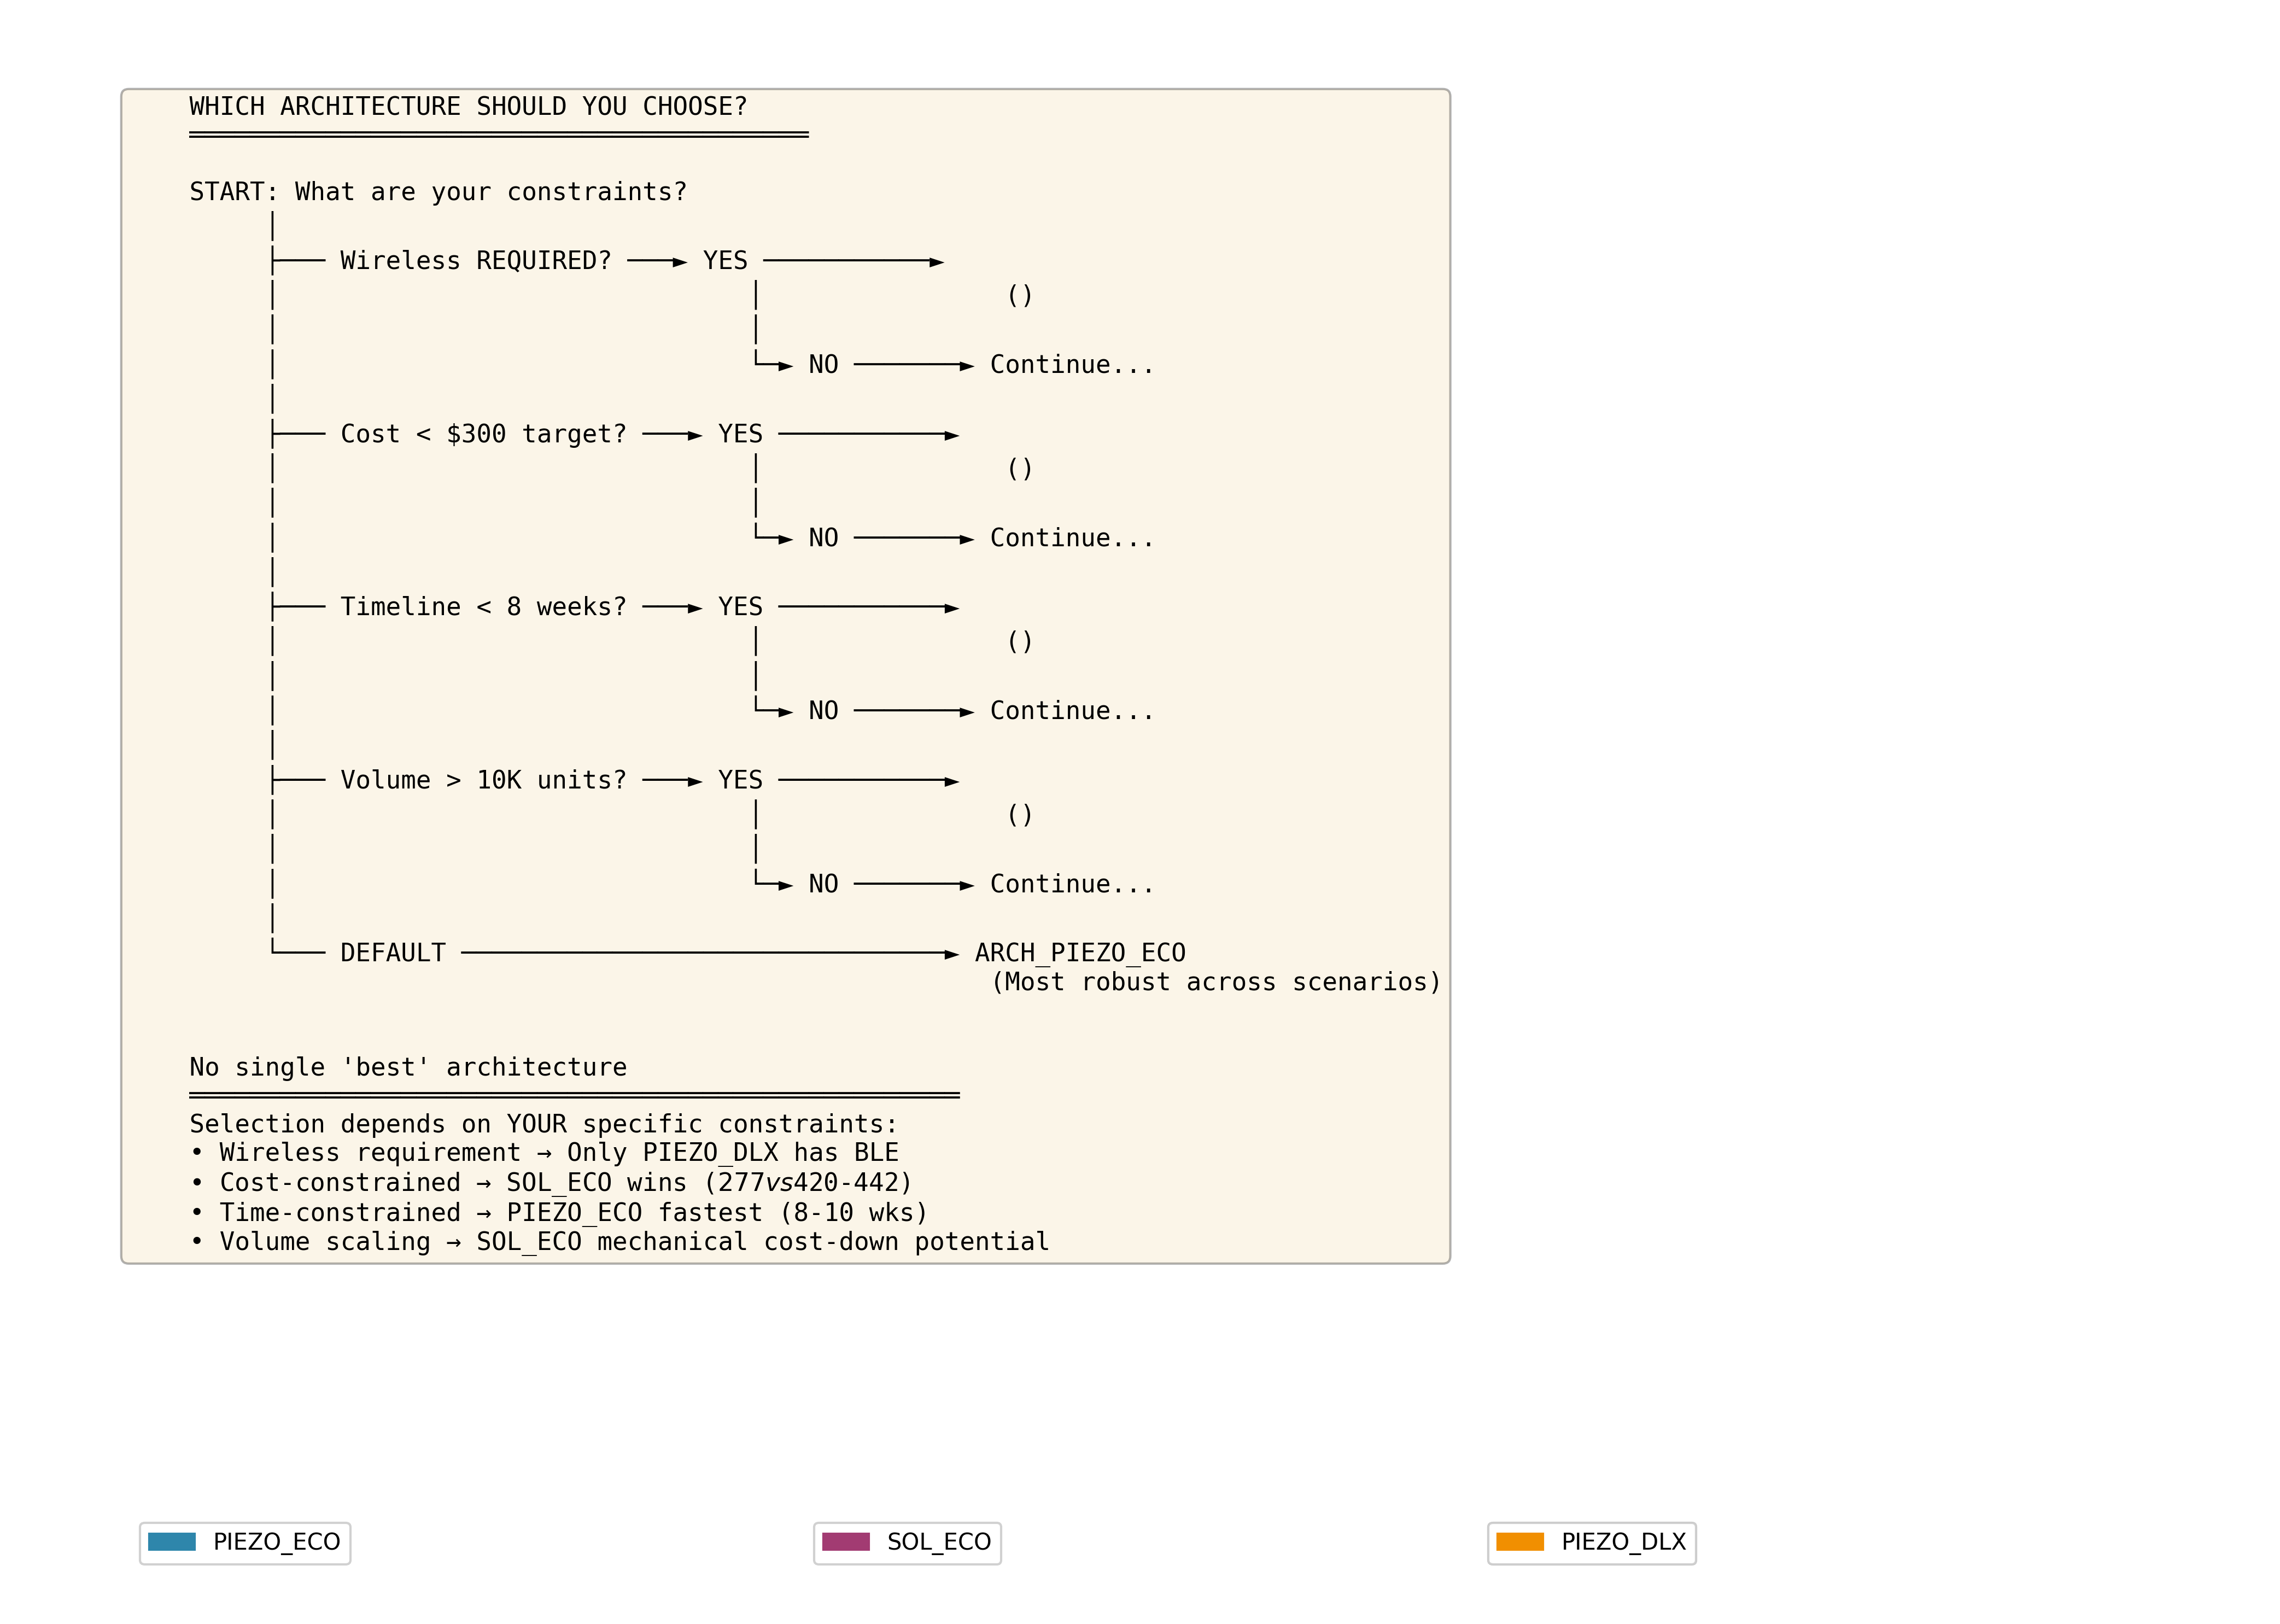 WHICH ARCHITECTURE SHOULD YOU CHOOSE?
START: What are your constraints?
Wireless REQUIRED? YES
()
NO Continue...
Cost < $300 target? YES
()
NO Continue...
Timeline < 8 weeks? YES
()
NO Continue...
Volume > 10K units? YES
()
NO Continue...
DEFAULT ARCH_PIEZO_ECO
(Most robust across scenarios)
No single 'best' architecture
Selection depends on YOUR specific constraints:
• Wireless requirement → Only PIEZO_DLX has BLE
• Cost-constrained → SOL_ECO wins (277vs420-442)
• Time-constrained → PIEZO_ECO fastest (8-10 wks)
• Volume scaling → SOL_ECO mechanical cost-down potential
PIEZO_ECO SOL_ECO PIEZO_DLX